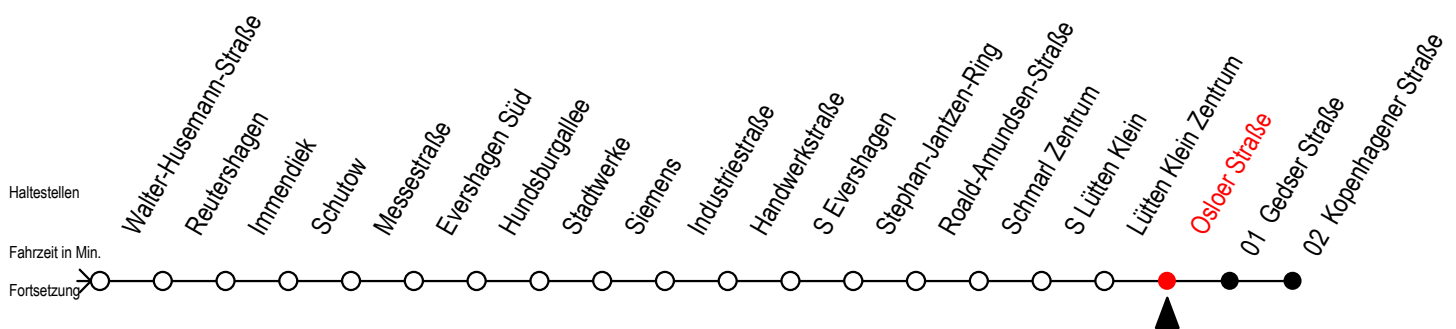 Haltestellen
Walter-Husemann-Straße
Reutershagen
Immendiek
Schutow
Messestraße
Evershagen Süd
Hundsburgallee
Stadtwerke
Siemens
Industriestraße
Handwerkstraße
S Evershagen
Stephan-Jantzen-Ring
Roald-Amundsen-Straße
Schmarl Zentrum
S Lütten Klein
Lütten Klein Zentrum
Osloer Straße
01 Gedser Straße
02 Kopenhagener Straße
Fahrzeit in Min.
Fortsetzung